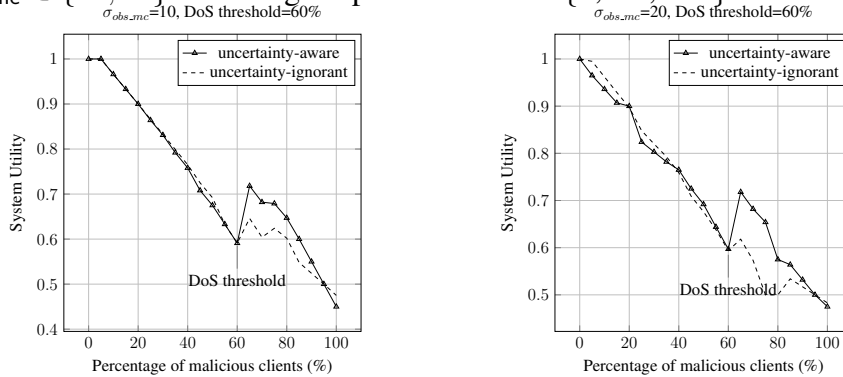 σobs_mc=10, DoS threshold=60%
uncertainty-aware
uncertainty-ignorant
System Utility
1
0.9
0.8
0.7
0.6
0.5
0.4
DoS threshold
0 20 40 60 80 100
Percentage of malicious clients (%)
σobs_mc=20, DoS threshold=60%
uncertainty-aware
uncertainty-ignorant
System Utility
1
0.9
0.8
0.7
0.6
0.5
DoS threshold
0 20 40 60 80 100
Percentage of malicious clients (%)